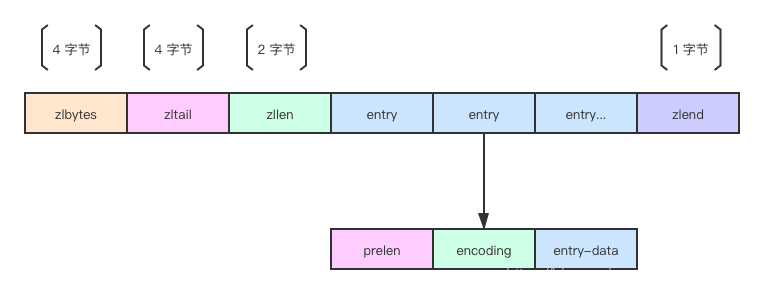 4 字节 4 字节 2 字节 1 字节
zlbytes zltail zllen entry entry entry... zlend
prelen encoding entry-data